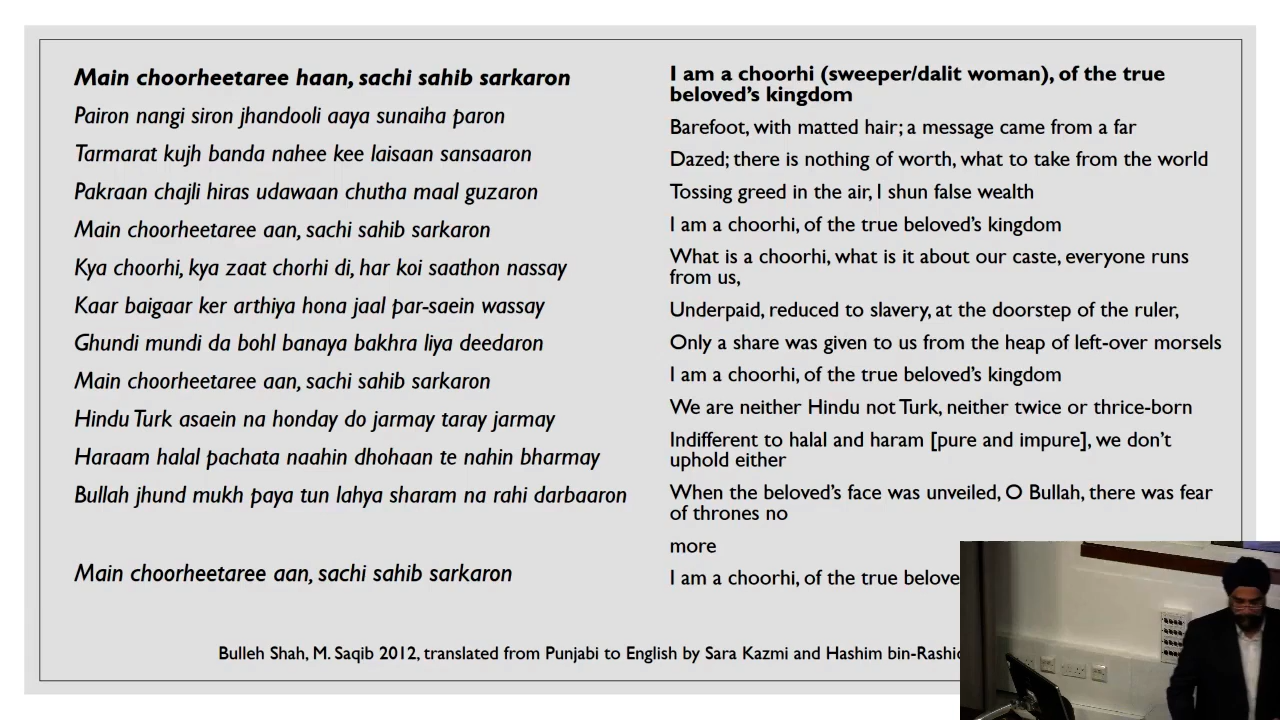 Main choorheetaree haan, sachi sahib sarkaron
Pairon nangi siron jhandooli aaya sunaiha paron
Tarmarat kujh banda nahee kee laisaan sansaaron
Pakraan chajli hiras udawaan chutha maal guzaron
Main choorheetaree aan, sachi sahib sarkaron
Kya choorhi, kya zaat chorhi di, har koi saathon nassay
Kaar baigaar ker arthiya hona jaal par-saein wassay
Ghundi mundi da bohl banaya bakhra liya deedaron
Main choorheetaree aan, sachi sahib sarkaron
Hindu Turk asaein na honday do jarmay taray jarmay
Haraam halal pachata naahin dhohaan te nahin bharmay
Bullah jhund mukh paya tun lahya sharam na rahi darbaaron
Main choorheetaree aan, sachi sahib sarkaron
I am a choorhi (sweeper/dalit woman), of the true
beloved's kingdom
Barefoot, with matted hair; a message came from a far
Dazed; there is nothing of worth, what to take from the world
Tossing greed in the air, I shun false wealth
I am a choorhi, of the true beloved's kingdom
What is a choorhi, what is it about our caste, everyone runs
from us,
Underpaid, reduced to slavery, at the doorstep of the ruler,
Only a share was given to us from the heap of left-over morsels
I am a choorhi, of the true beloved's kingdom
We are neither Hindu not Turk, neither twice or thrice-born
Indifferent to halal and haram [pure and impure], we don't
uphold either
When the beloved's face was unveiled, O Bullah, there was fear
of thrones no
more
I am a choorhi, of the true belove
Bulleh Shah, M. Saqib 2012, translated from Punjabi to English by Sara Kazmi and Hashim bin-Rashid